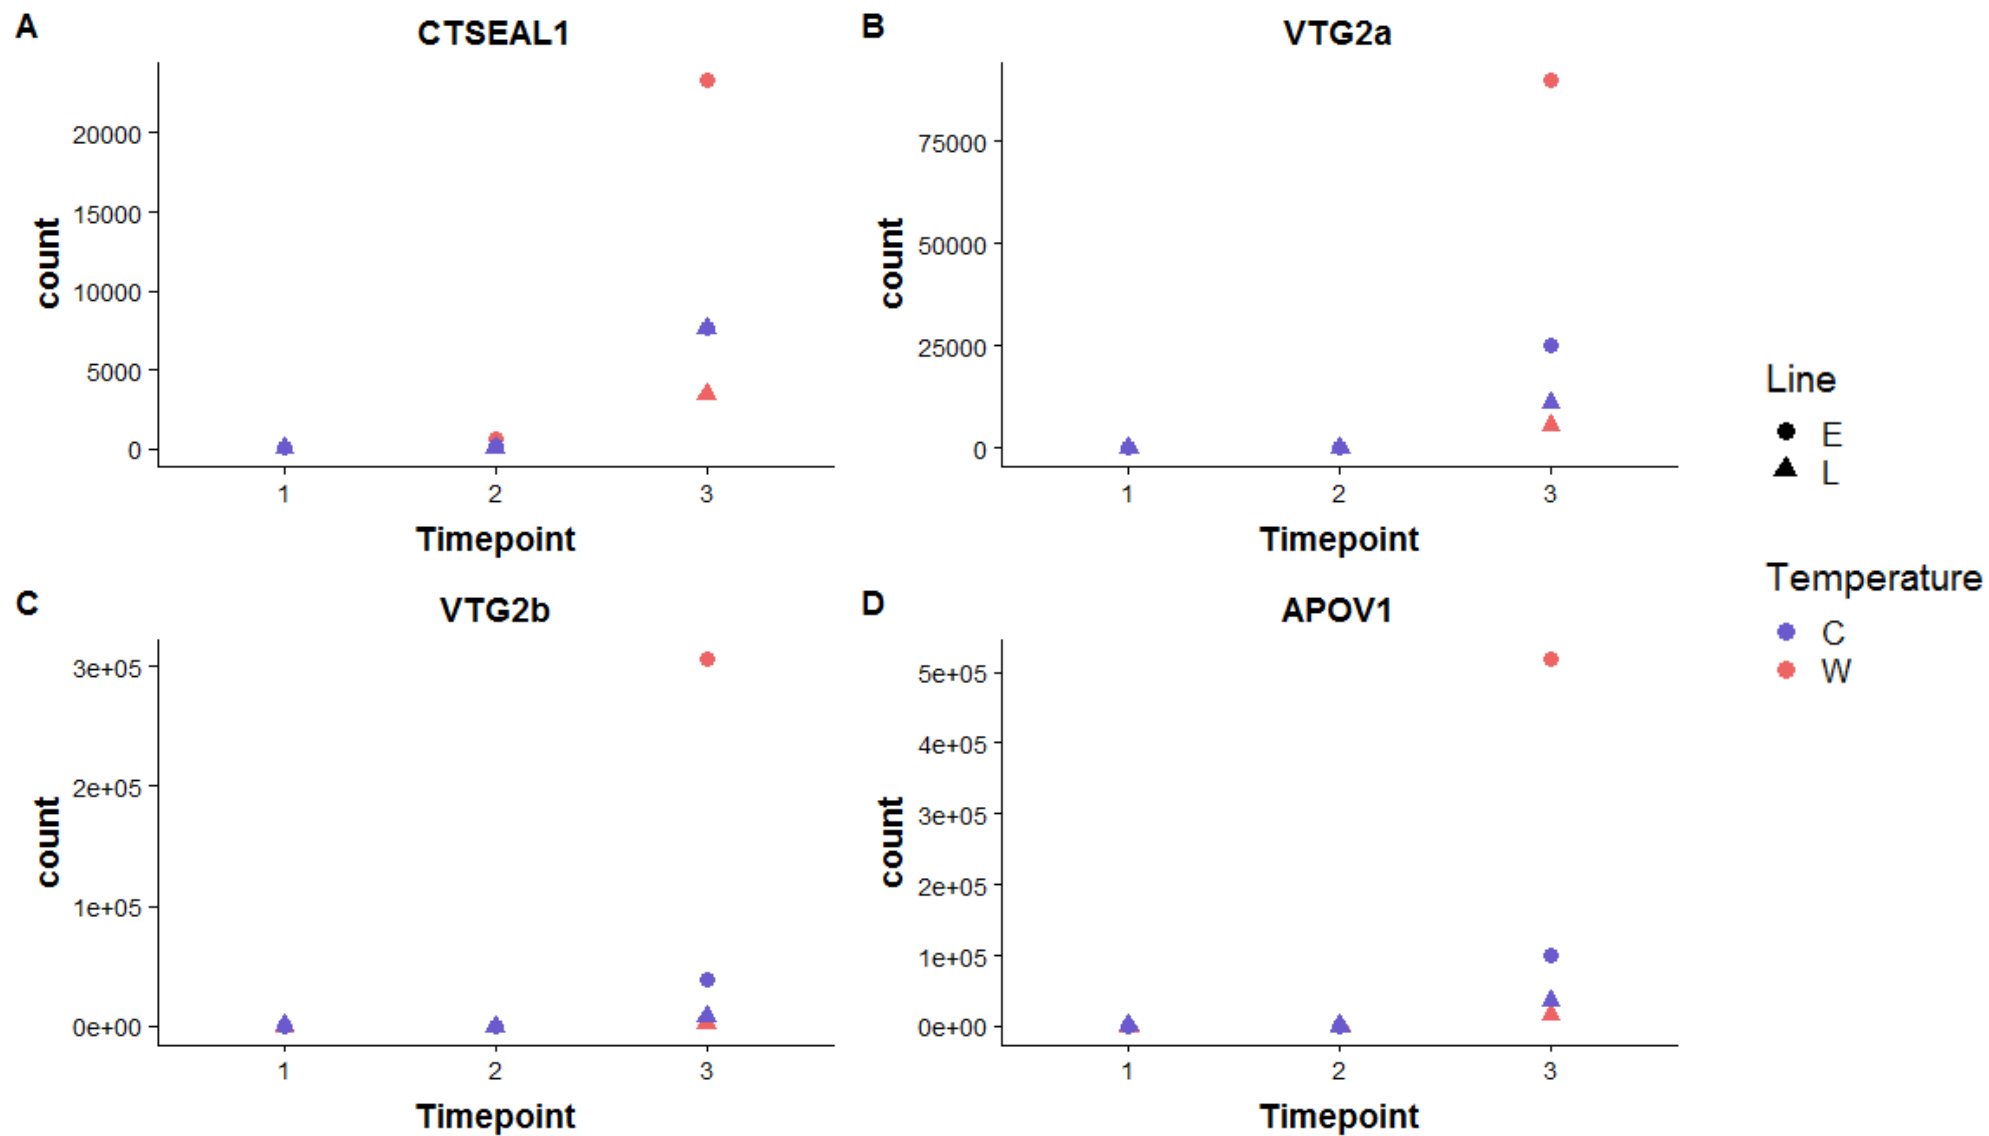 A
CTSEAL1
count
20000
15000
10000
5000
0
1 2 3
Timepoint
B
VTG2a
count
75000
50000
25000
0
1 2 3
Timepoint
C
VTG2b
count
3e+05
2e+05
1e+05
0e+00
1 2 3
Timepoint
D
APOV1
count
5e+05
4e+05
3e+05
2e+05
1e+05
0e+00
1 2 3
Timepoint
Line
E
L
Temperature
C
W